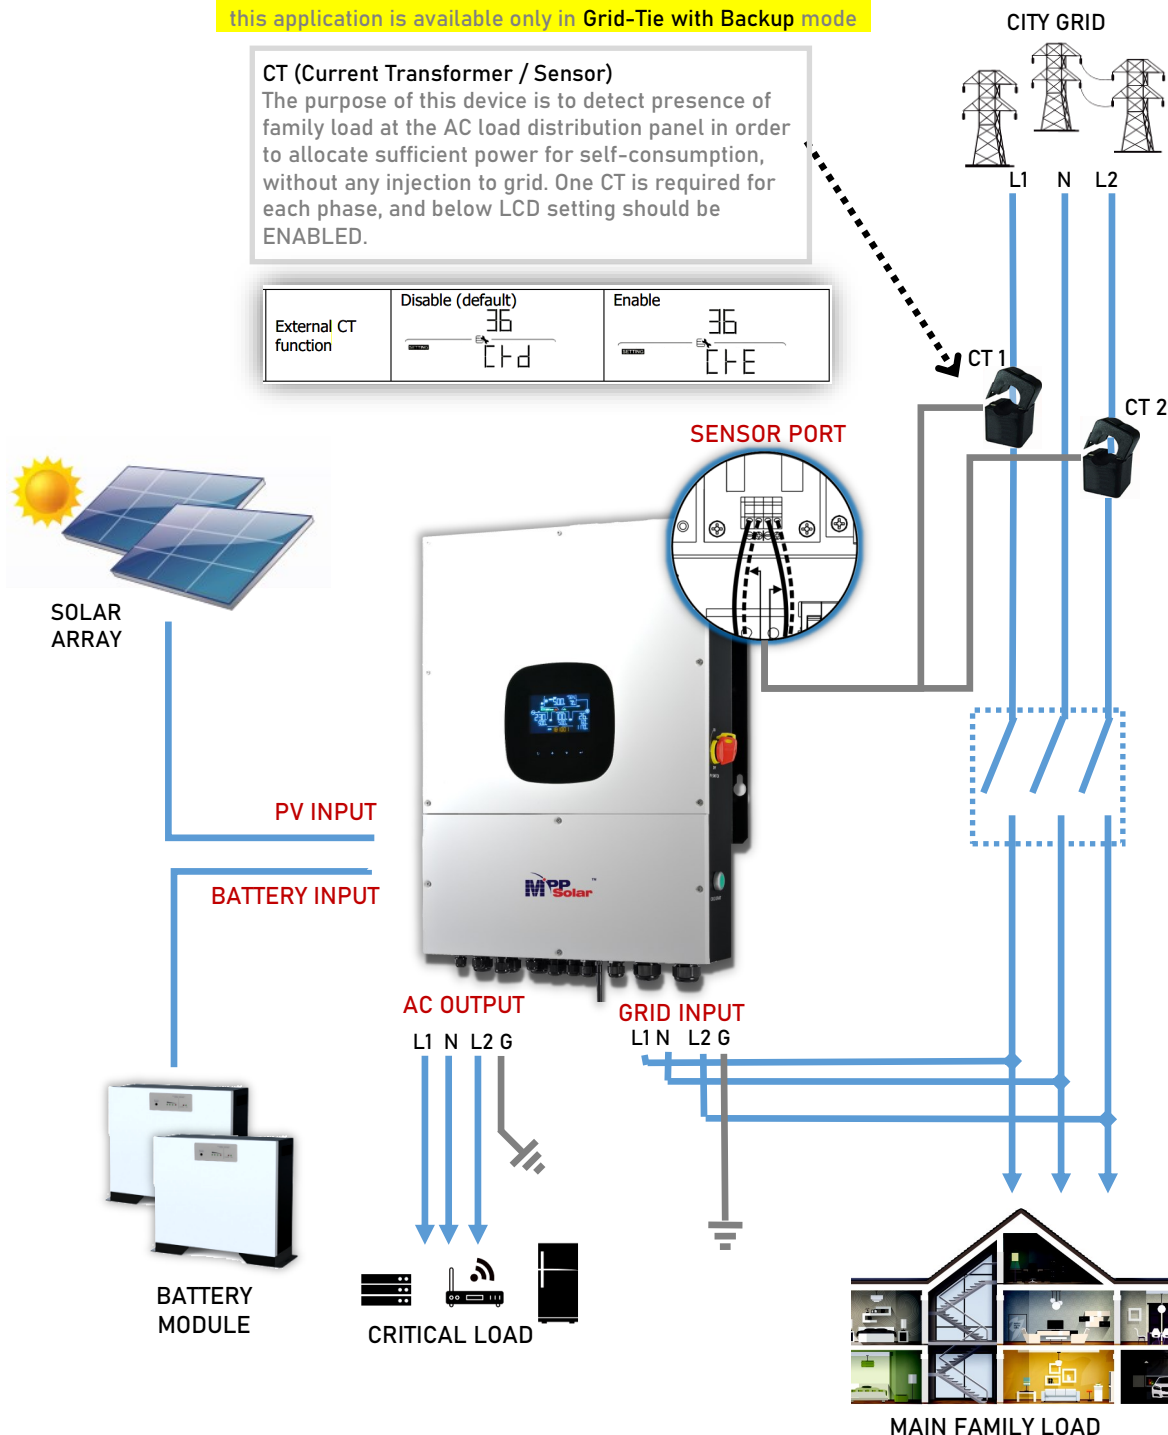 this application is available only in Grid-Tie with Backup mode
CITY GRID
CT (Current Transformer / Sensor)
The purpose of this device is to detect presence of
family load at the AC load distribution panel in order
to allocate sufficient power for self-consumption,
without any injection to grid. One CT is required for
each phase, and below LCD setting should be
ENABLED.
L1 N L2
External CT
function
Disable (default)
36
SETTING
Ctd
Enable
36
SETTING
CtE
CT 1
CT 2
SENSOR PORT
SOLAR
ARRAY
PV INPUT
BATTERY INPUT
MPP
Solar
™
AC OUTPUT
L1 N L2 G
GRID INPUT
L1 N L2 G
BATTERY
MODULE
CRITICAL LOAD
MAIN FAMILY LOAD